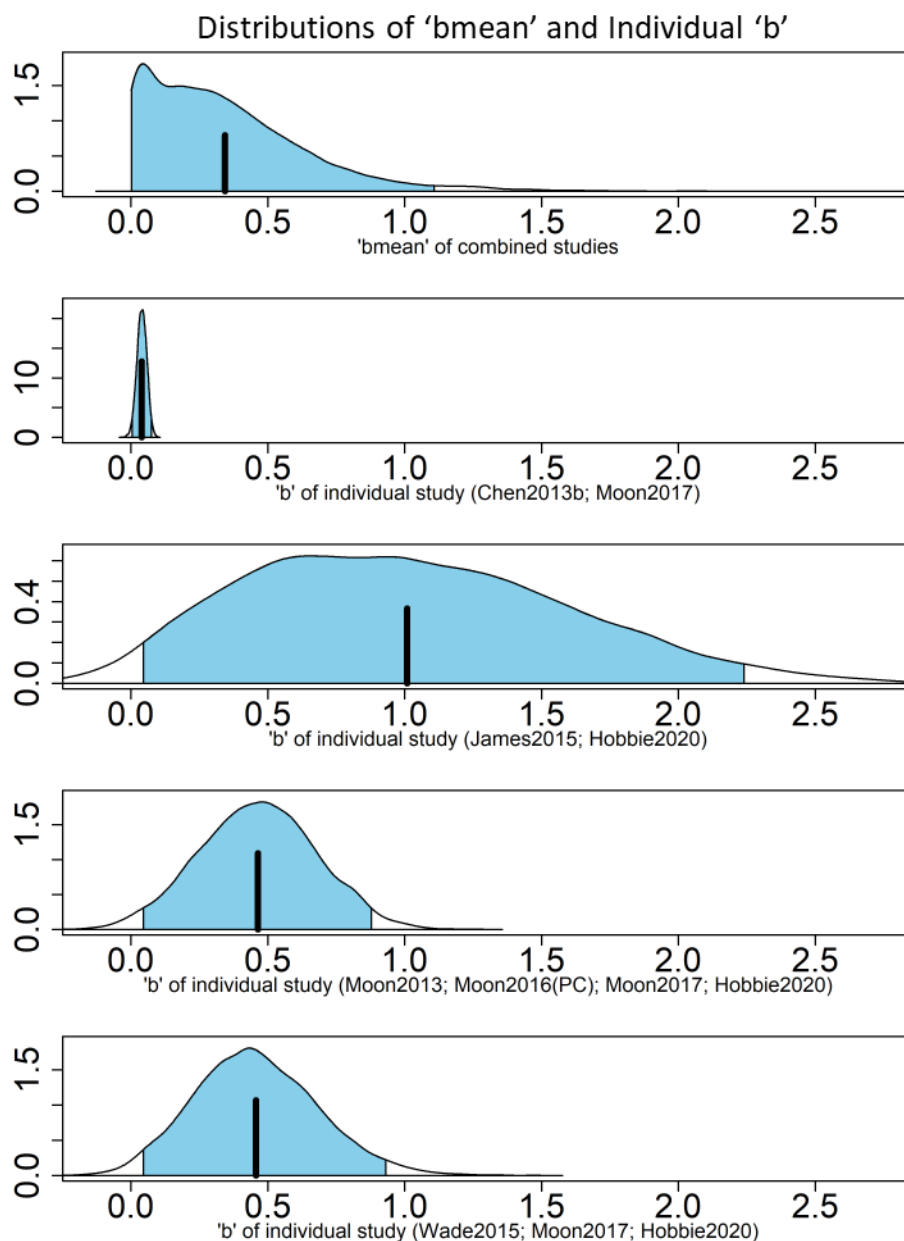 Distributions of ‘bmean’ and Individual ‘b’
0.0 1.5
0.0 0.5 1.0 1.5 2.0 2.5
'bmean' of combined studies
0 10
0.0 0.5 1.0 1.5 2.0 2.5
'b' of individual study (Chen2013b; Moon2017)
0.0 0.4
0.0 0.5 1.0 1.5 2.0 2.5
'b' of individual study (James2015; Hobbie2020)
0.0 1.5
0.0 0.5 1.0 1.5 2.0 2.5
'b' of individual study (Moon2013; Moon2016(PC); Moon2017; Hobbie2020)
0.0 1.5
0.0 0.5 1.0 1.5 2.0 2.5
'b' of individual study (Wade2015; Moon2017; Hobbie2020)